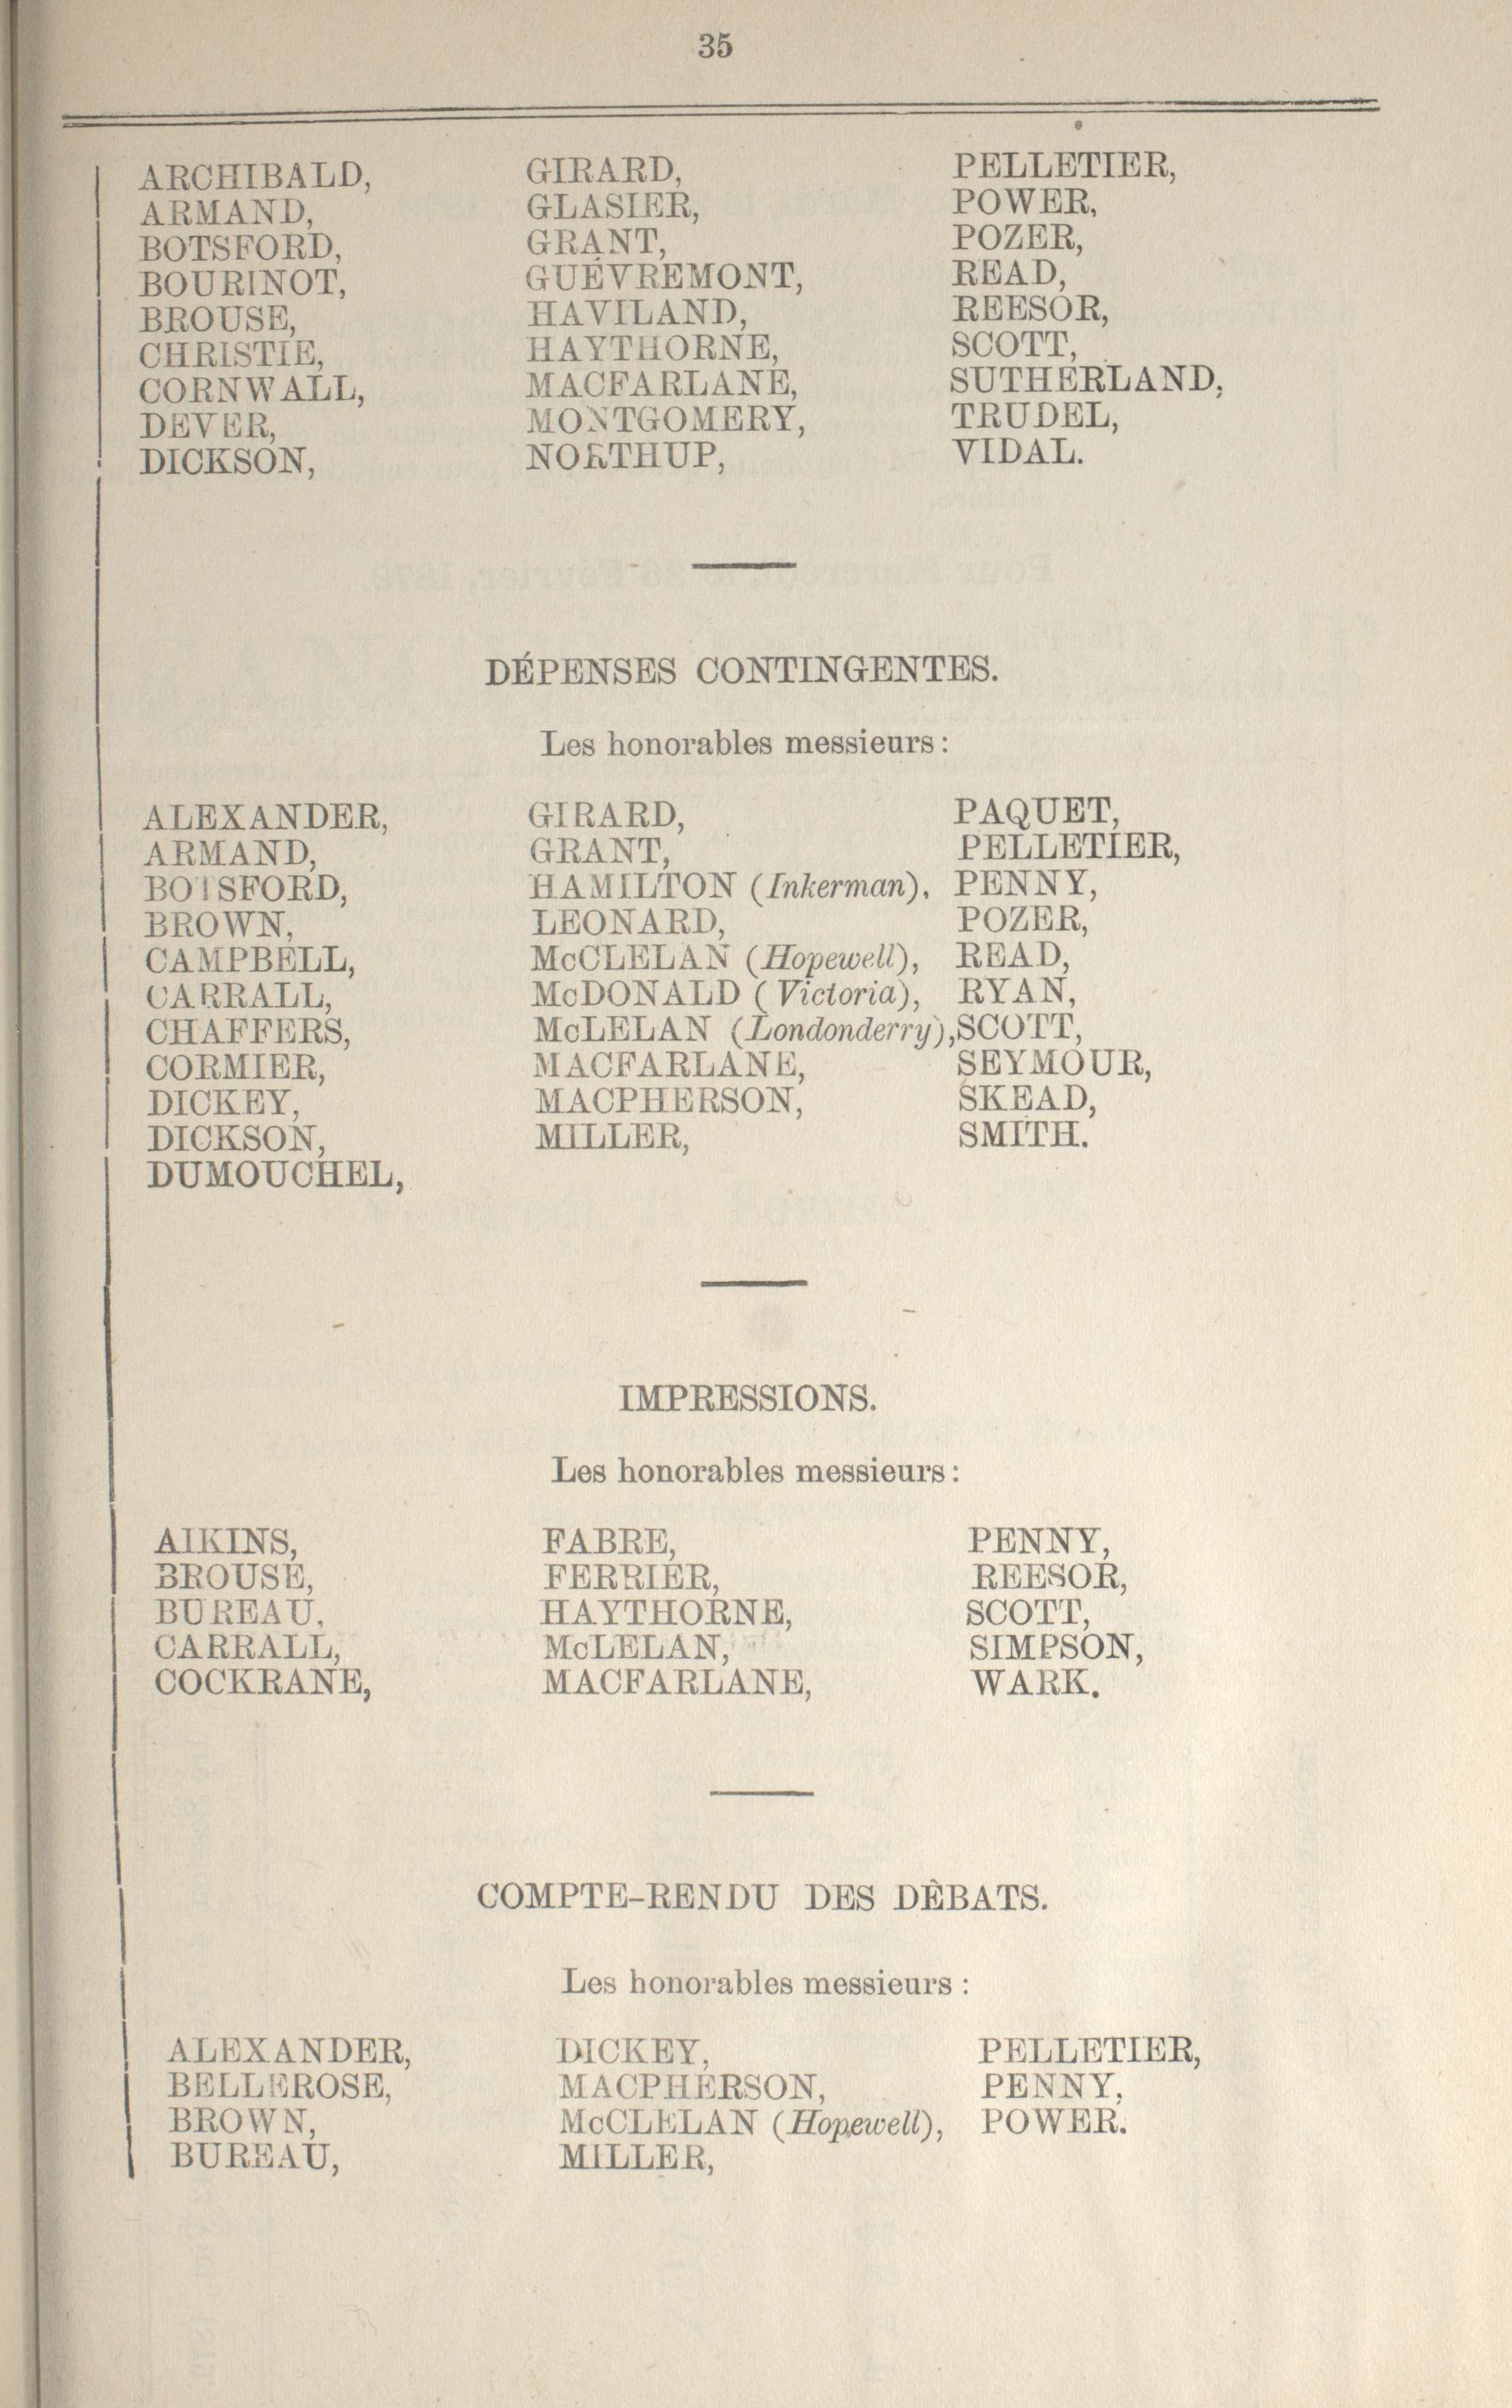 35
ARCHIBALD, GIRARD, PELLETIER,
ARMAND, GLASIER, POWER,
BOTSFORD, GRANT, POZER,
BOURINOT, GUÉVREMONT, READ,
BROUSE, HAVILAND, REESOR,
CHRISTIE, HAYTHORNE, SCOTT,
CORNWALL, MACFARLANE, SUTHERLAND,
DEVER, MONTGOMERY, TRUDEL,
DICKSON, NORTHUP, VIDAL.
DÉPENSES CONTINGENTES.
Les honorables messieurs :
ALEXANDER, GIRARD, PAQUET,
ARMAND, GRANT, PELLETIER,
BOTSFORD, HAMILTON (Inkerman), PENNY,
BROWN, LEONARD, POZER,
CAMPBELL, McCLELAN (Hopewell), READ,
CARRALL, McDONALD (Victoria), RYAN,
CHAFFERS, McLELAN (Londonderry), SCOTT,
CORMIER, MACFARLANE, SEYMOUR,
DICKEY, MACPHERSON, SKEAD,
DICKSON, MILLER, SMITH.
DUMOUCHEL,
IMPRESSIONS.
Les honorables messieurs :
AIKINS, FABRE, PENNY,
BROUSE, FERRIER, REESOR,
BUREAU, HAYTHORNE, SCOTT,
CARRALL, McLELAN, SIMPSON,
COCKRANE, MACFARLANE, WARK.
COMPTE-RENDU DES DÊBATS.
Les honorables messieurs :
ALEXANDER, DICKEY, PELLETIER,
BELLEROSE, MACPHERSON, PENNY,
BROWN, McCLELAN (Hopewell), POWER.
BUREAU, MILLER,